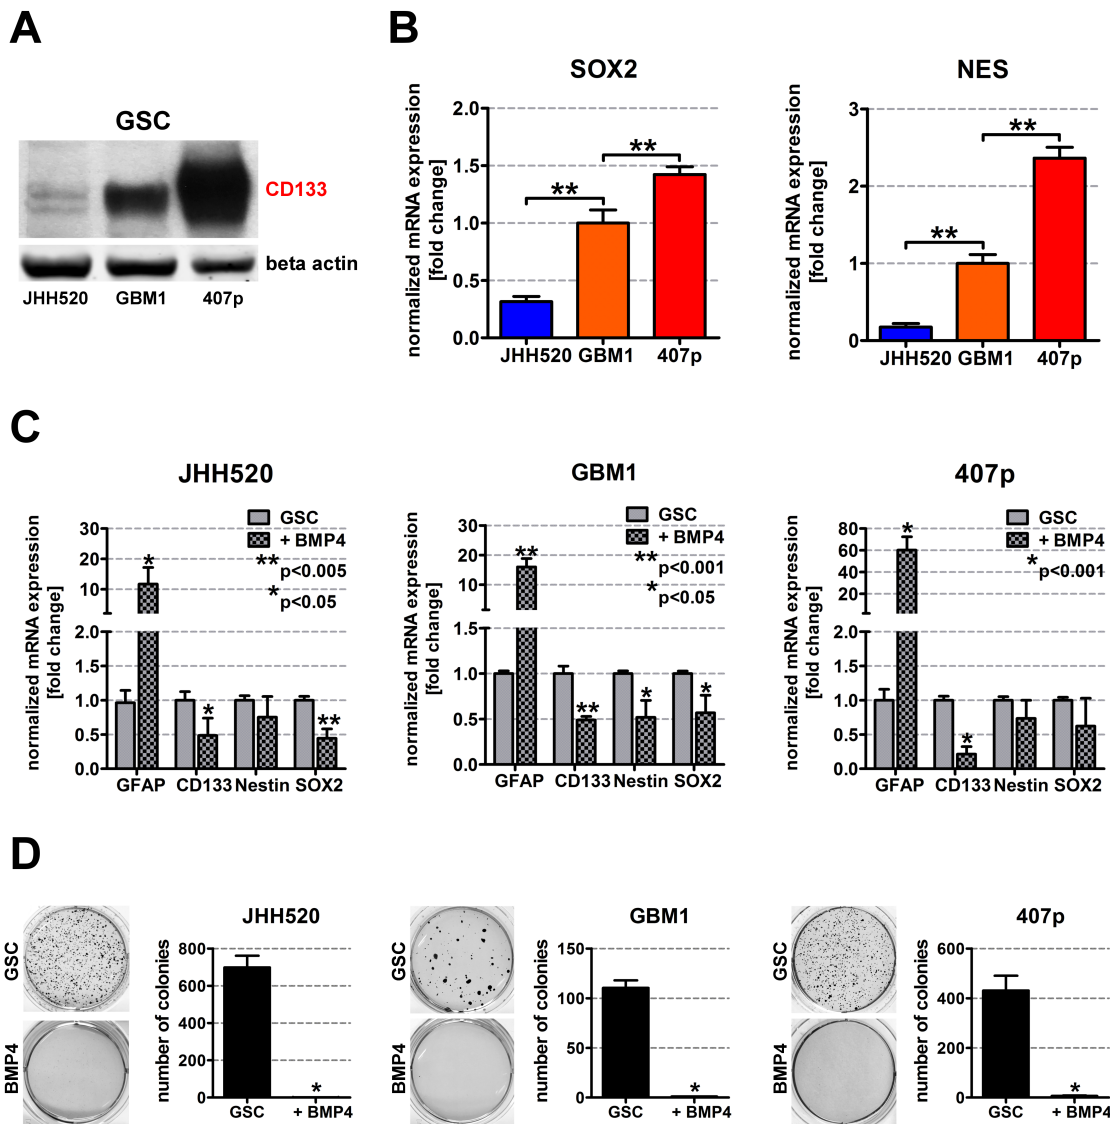 A
GSC
CD133
beta actin
JHH520 GBM1 407p
B
SOX2
normalized mRNA expression
[fold change]
2.0
1.5
1.0
0.5
0.0
**
**
JHH520 GBM1 407p
NES
normalized mRNA expression
[fold change]
3
2
1
0
**
**
JHH520 GBM1 407p
C
JHH520
normalized mRNA expression
[fold change]
30
20
10
2.0
1.5
1.0
0.5
0.0
GSC
+ BMP4
** p<0.005
* p<0.05
*
*
**
GFAP CD133 Nestin SOX2
GBM1
normalized mRNA expression
[fold change]
30
20
10
1.5
1.0
0.5
0.0
GSC
+ BMP4
** p<0.001
* p<0.05
**
**
*
*
GFAP CD133 Nestin SOX2
407p
normalized mRNA expression
[fold change]
80
60
40
20
2.0
1.5
1.0
0.5
0.0
GSC
+ BMP4
* p<0.001
*
*
GFAP CD133 Nestin SOX2
D
GSC
BMP4
JHH520
number of colonies
800
600
400
200
0
*
GSC + BMP4
GSC
BMP4
GBM1
number of colonies
150
100
50
0
*
GSC + BMP4
GSC
BMP4
407p
number of colonies
600
400
200
0
*
GSC + BMP4